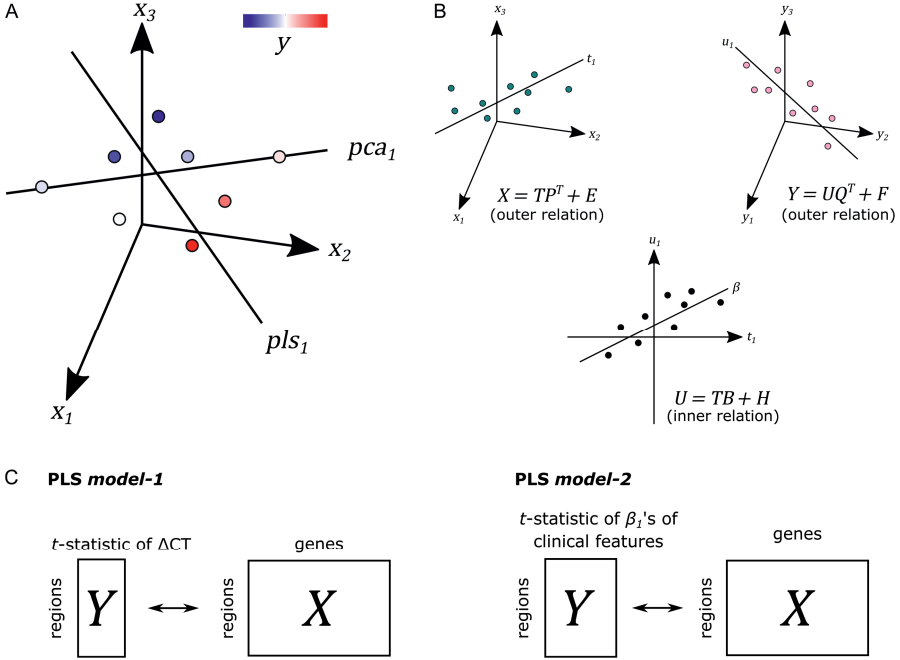 A
x₃
y
pca₁
x₂
pls₁
x₁
B
x₃
t₁
x₂
x₁
X = TPᵀ + E
(outer relation)
y₃
u₁
y₂
y₁
Y = UQᵀ + F
(outer relation)
u₁
β
t₁
U = TB + H
(inner relation)
C
PLS model-1
t-statistic of ΔCT
genes
regions
Y
regions
X
PLS model-2
t-statistic of β₁'s of
clinical features
genes
regions
Y
regions
X